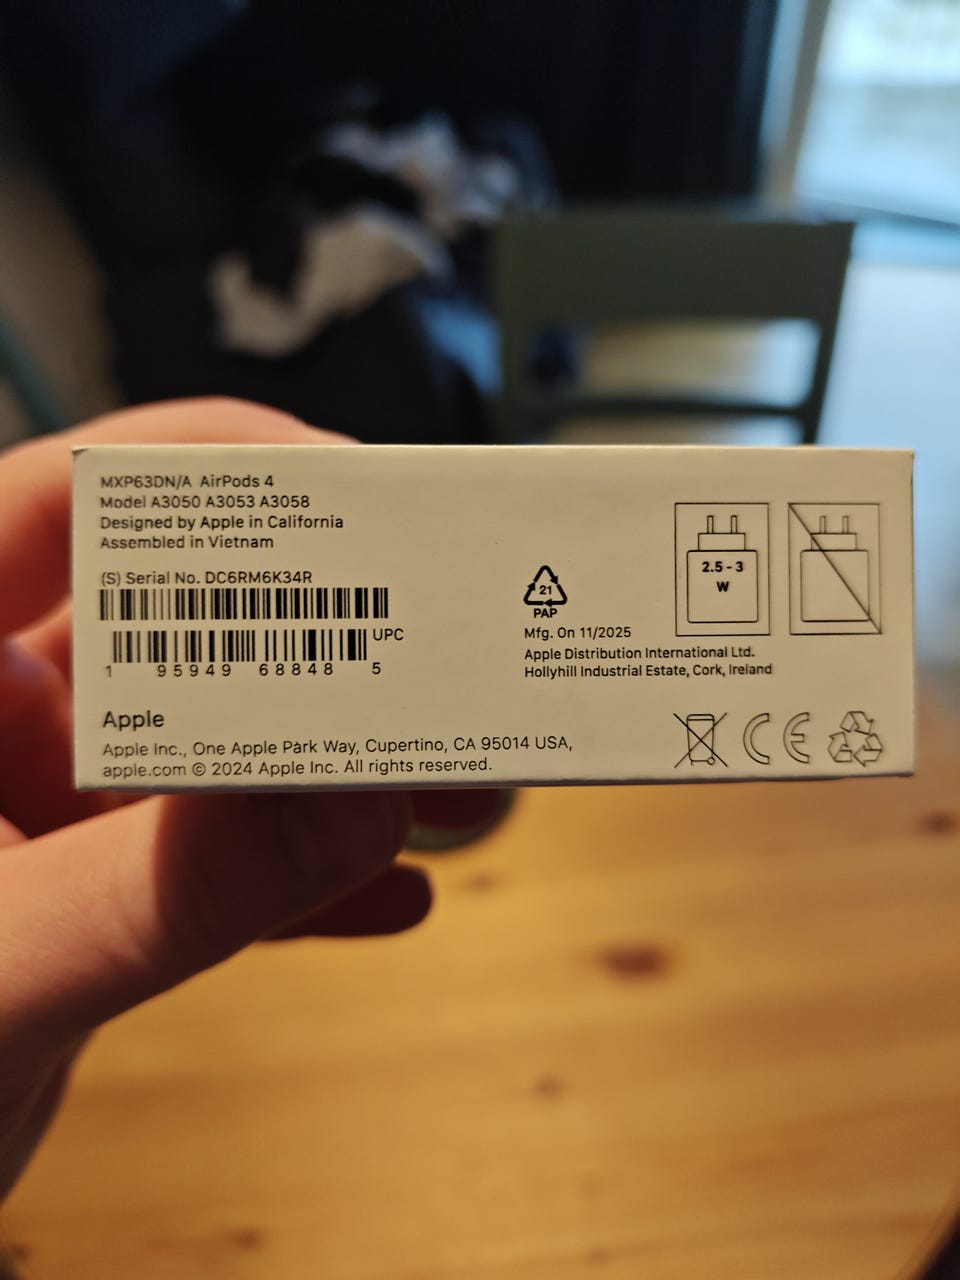 MXP63DN/A AirPods 4
Model A3050 A3053 A3058
Designed by Apple in California
Assembled in Vietnam
(S) Serial No. DC6RM6K34R
UPC
1 95949 68848 5
Apple
Apple Inc., One Apple Park Way, Cupertino, CA 95014 USA,
apple.com © 2024 Apple Inc. All rights reserved.
21
PAP
Mfg. On 11/2025
Apple Distribution International Ltd.
Hollyhill Industrial Estate, Cork, Ireland
2.5 - 3
W
CE